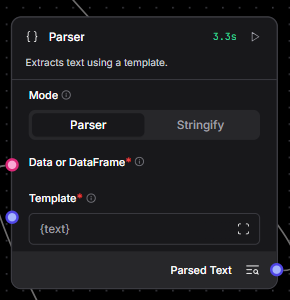 Parser 3.3s
Extracts text using a template.
Mode
Parser Stringify
Data or DataFrame*
Template*
{text}
Parsed Text